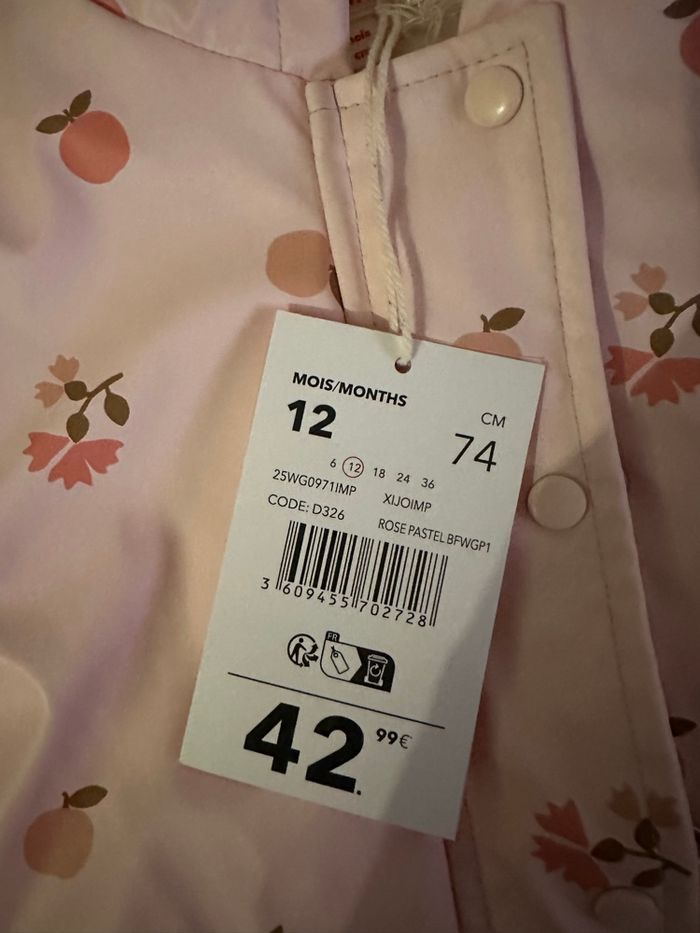 MOIS/MONTHS
12
CM
74
6 12 18 24 36
25WG0971IMP XIJOIMP
CODE: D326 ROSE PASTEL BFWGP1
3 609455 702728
FR
42.99€